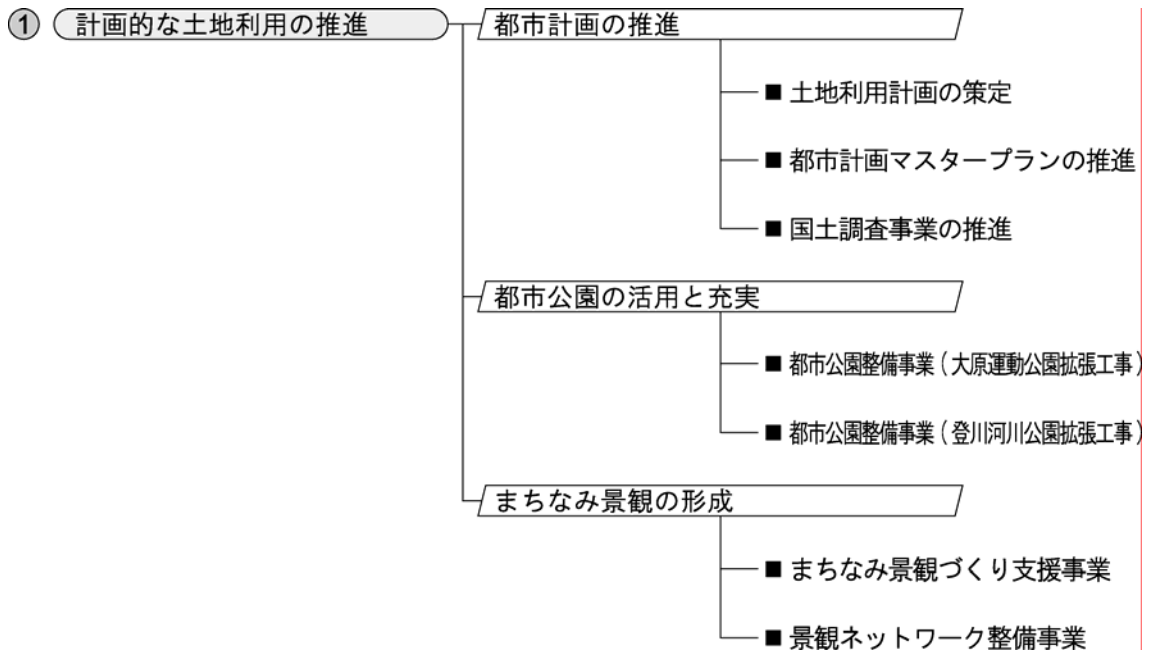 ① 計画的な土地利用の推進
都市計画の推進
■ 土地利用計画の策定
■ 都市計画マスタープランの推進
■ 国土調査事業の推進
都市公園の活用と充実
■ 都市公園整備事業（大原運動公園拡張工事）
■ 都市公園整備事業（登川河川公園拡張工事）
まちなみ景観の形成
■ まちなみ景観づくり支援事業
■ 景観ネットワーク整備事業